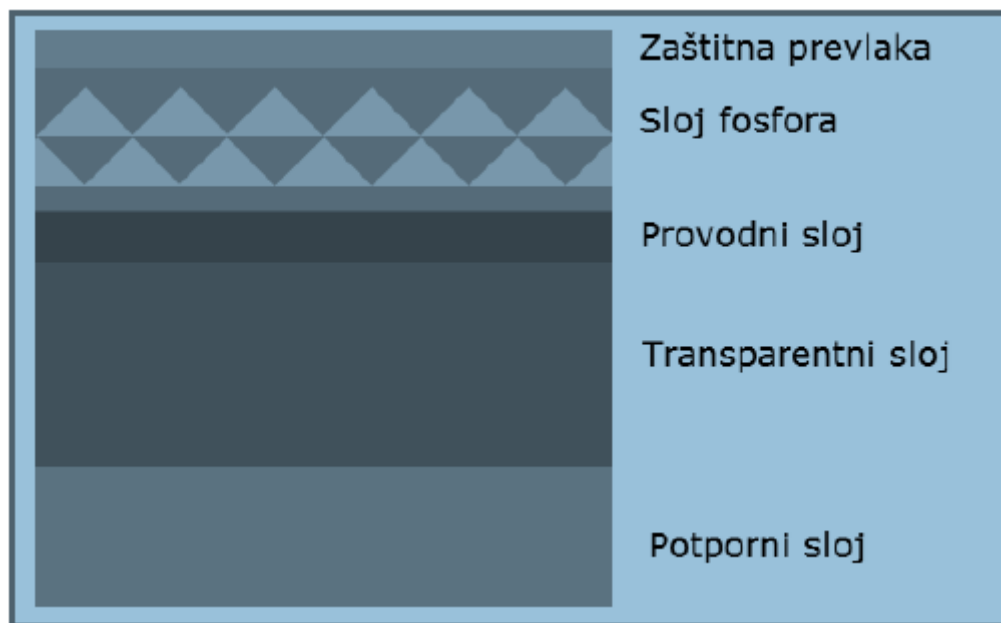 Zaštitna prevlaka
Sloj fosfora
Provodni sloj
Transparentni sloj
Potporni sloj